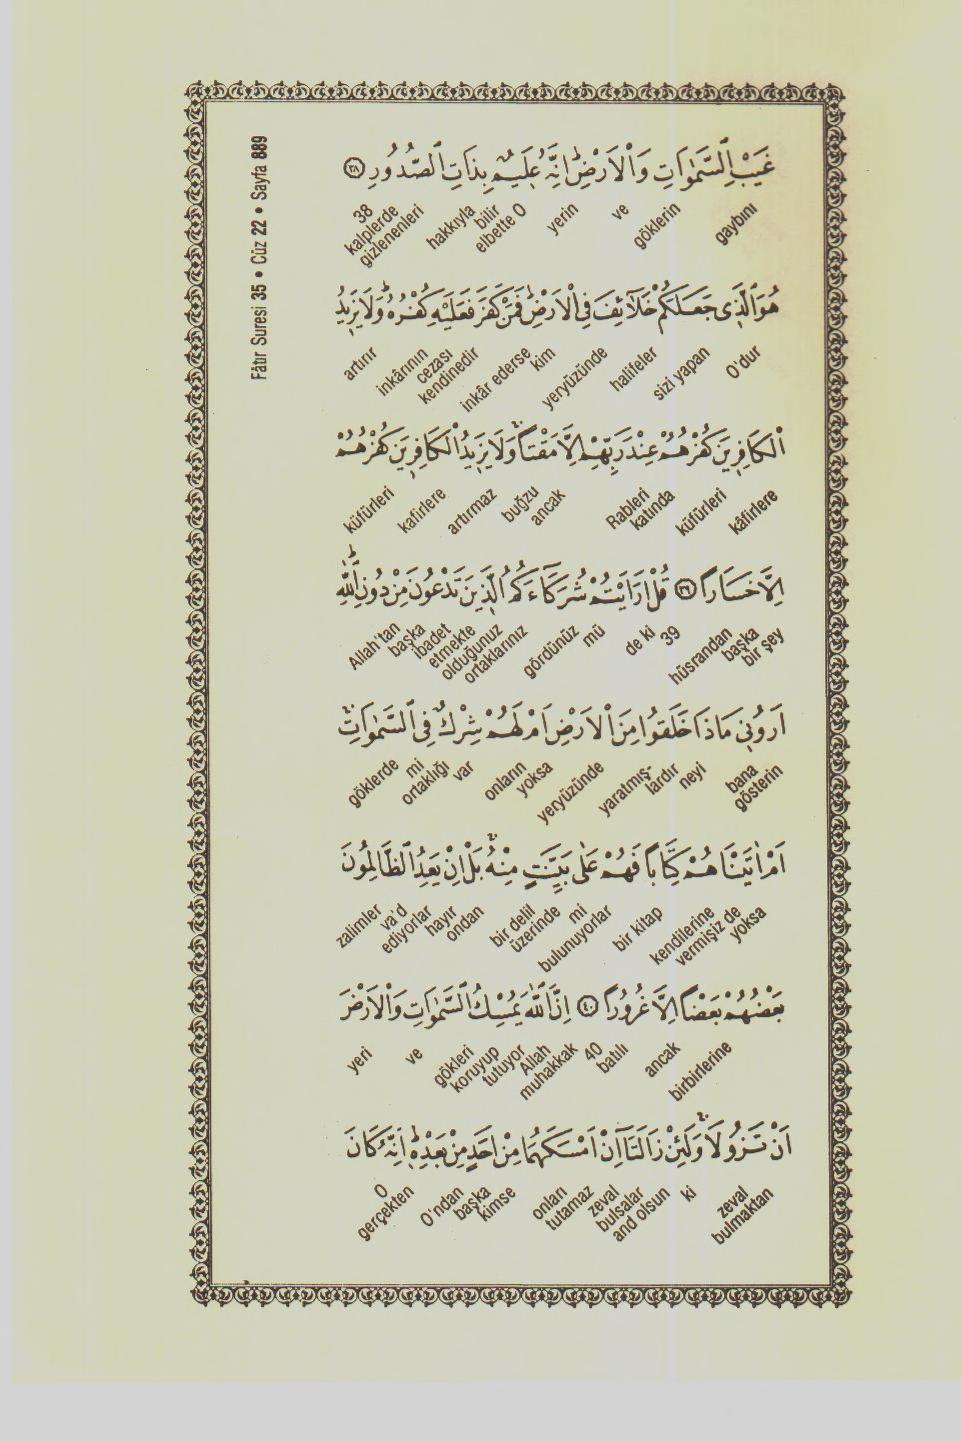 Fâtır Suresi 35 • Cüz 22 • Sayfa 889
غَيْبِ السَّمٰوَاتِ وَالْاَرْضِۜ اِنَّهُ عَلٖيمٌ بِذَاتِ الصُّدُورِ ﴿٣٨﴾
gaybını göklerin ve yerin elbette O bilir hakkıyla gizlenenleri kalplerde 38
هُوَ الَّذٖي جَعَلَكُمْ خَلَٓائِفَ فِي الْاَرْضِۜ فَمَنْ كَفَرَ فَعَلَيْهِ كُفْرُهُۜ وَلَا يَزٖيدُ
O'dur sizi yapan halifeler yeryüzünde kim inkâr ederse kendinedir cezası inkârının artırır
الْكَافِرٖينَ كُفْرُهُمْ عِنْدَ رَبِّهِمْ اِلَّا مَقْتًاۚ وَلَا يَزٖيدُ الْكَافِرٖينَ كُفْرُهُمْ
kâfirlere küfürleri katında Rableri ancak buğzu artırmaz kafirlere küfürleri
اِلَّا خَسَارًا ﴿٣٩﴾ قُلْ اَرَاَيْتُمْ شُرَكَٓاءَكُمُ الَّذٖينَ تَدْعُونَ مِنْ دُونِ اللّٰهِۜ
bir şey başka hüsrandan 39 de ki mü gördünüz ortaklarınız olduğunuz etmekte ibadet başka Allah'tan
اَرُونٖي مَاذَا خَلَقُوا مِنَ الْاَرْضِ اَمْ لَهُمْ شِرْكٌ فِي السَّمٰوَاتِۚ
bana gösterin neyi yaratmış-lardır yeryüzünde yoksa onların var ortaklığı mi göklerde
اَمْ اٰتَيْنَاهُمْ كِتَابًا فَهُمْ عَلٰى بَيِّنَتٍ مِنْهُۚ بَلْ اِنْ يَعِدُ الظَّالِمُونَ
yoksa vermişiz de kendilerine bir kitap bulunuyorlar mi üzerinde bir delil ondan hayır ediyorlar va'd zalimler
بَعْضُهُمْ بَعْضًا اِلَّا غُرُورًا ﴿٤٠﴾ اِنَّ اللّٰهَ يُمْسِكُ السَّمٰوَاتِ وَالْاَرْضَ
birbirlerine ancak batılı 40 muhakkak Allah tutuyor koruyup gökleri ve yeri
اَنْ تَزُولَاۚ وَلَئِنْ زَالَتَٓا اِنْ اَمْسَكَهُمَا مِنْ اَحَدٍ مِنْ بَعْدِهٖۜ اِنَّهُ كَانَ
zeval bulmaktan ki and olsun bulsalar zeval tutamaz onları kimse başka O'ndan gerçekten O